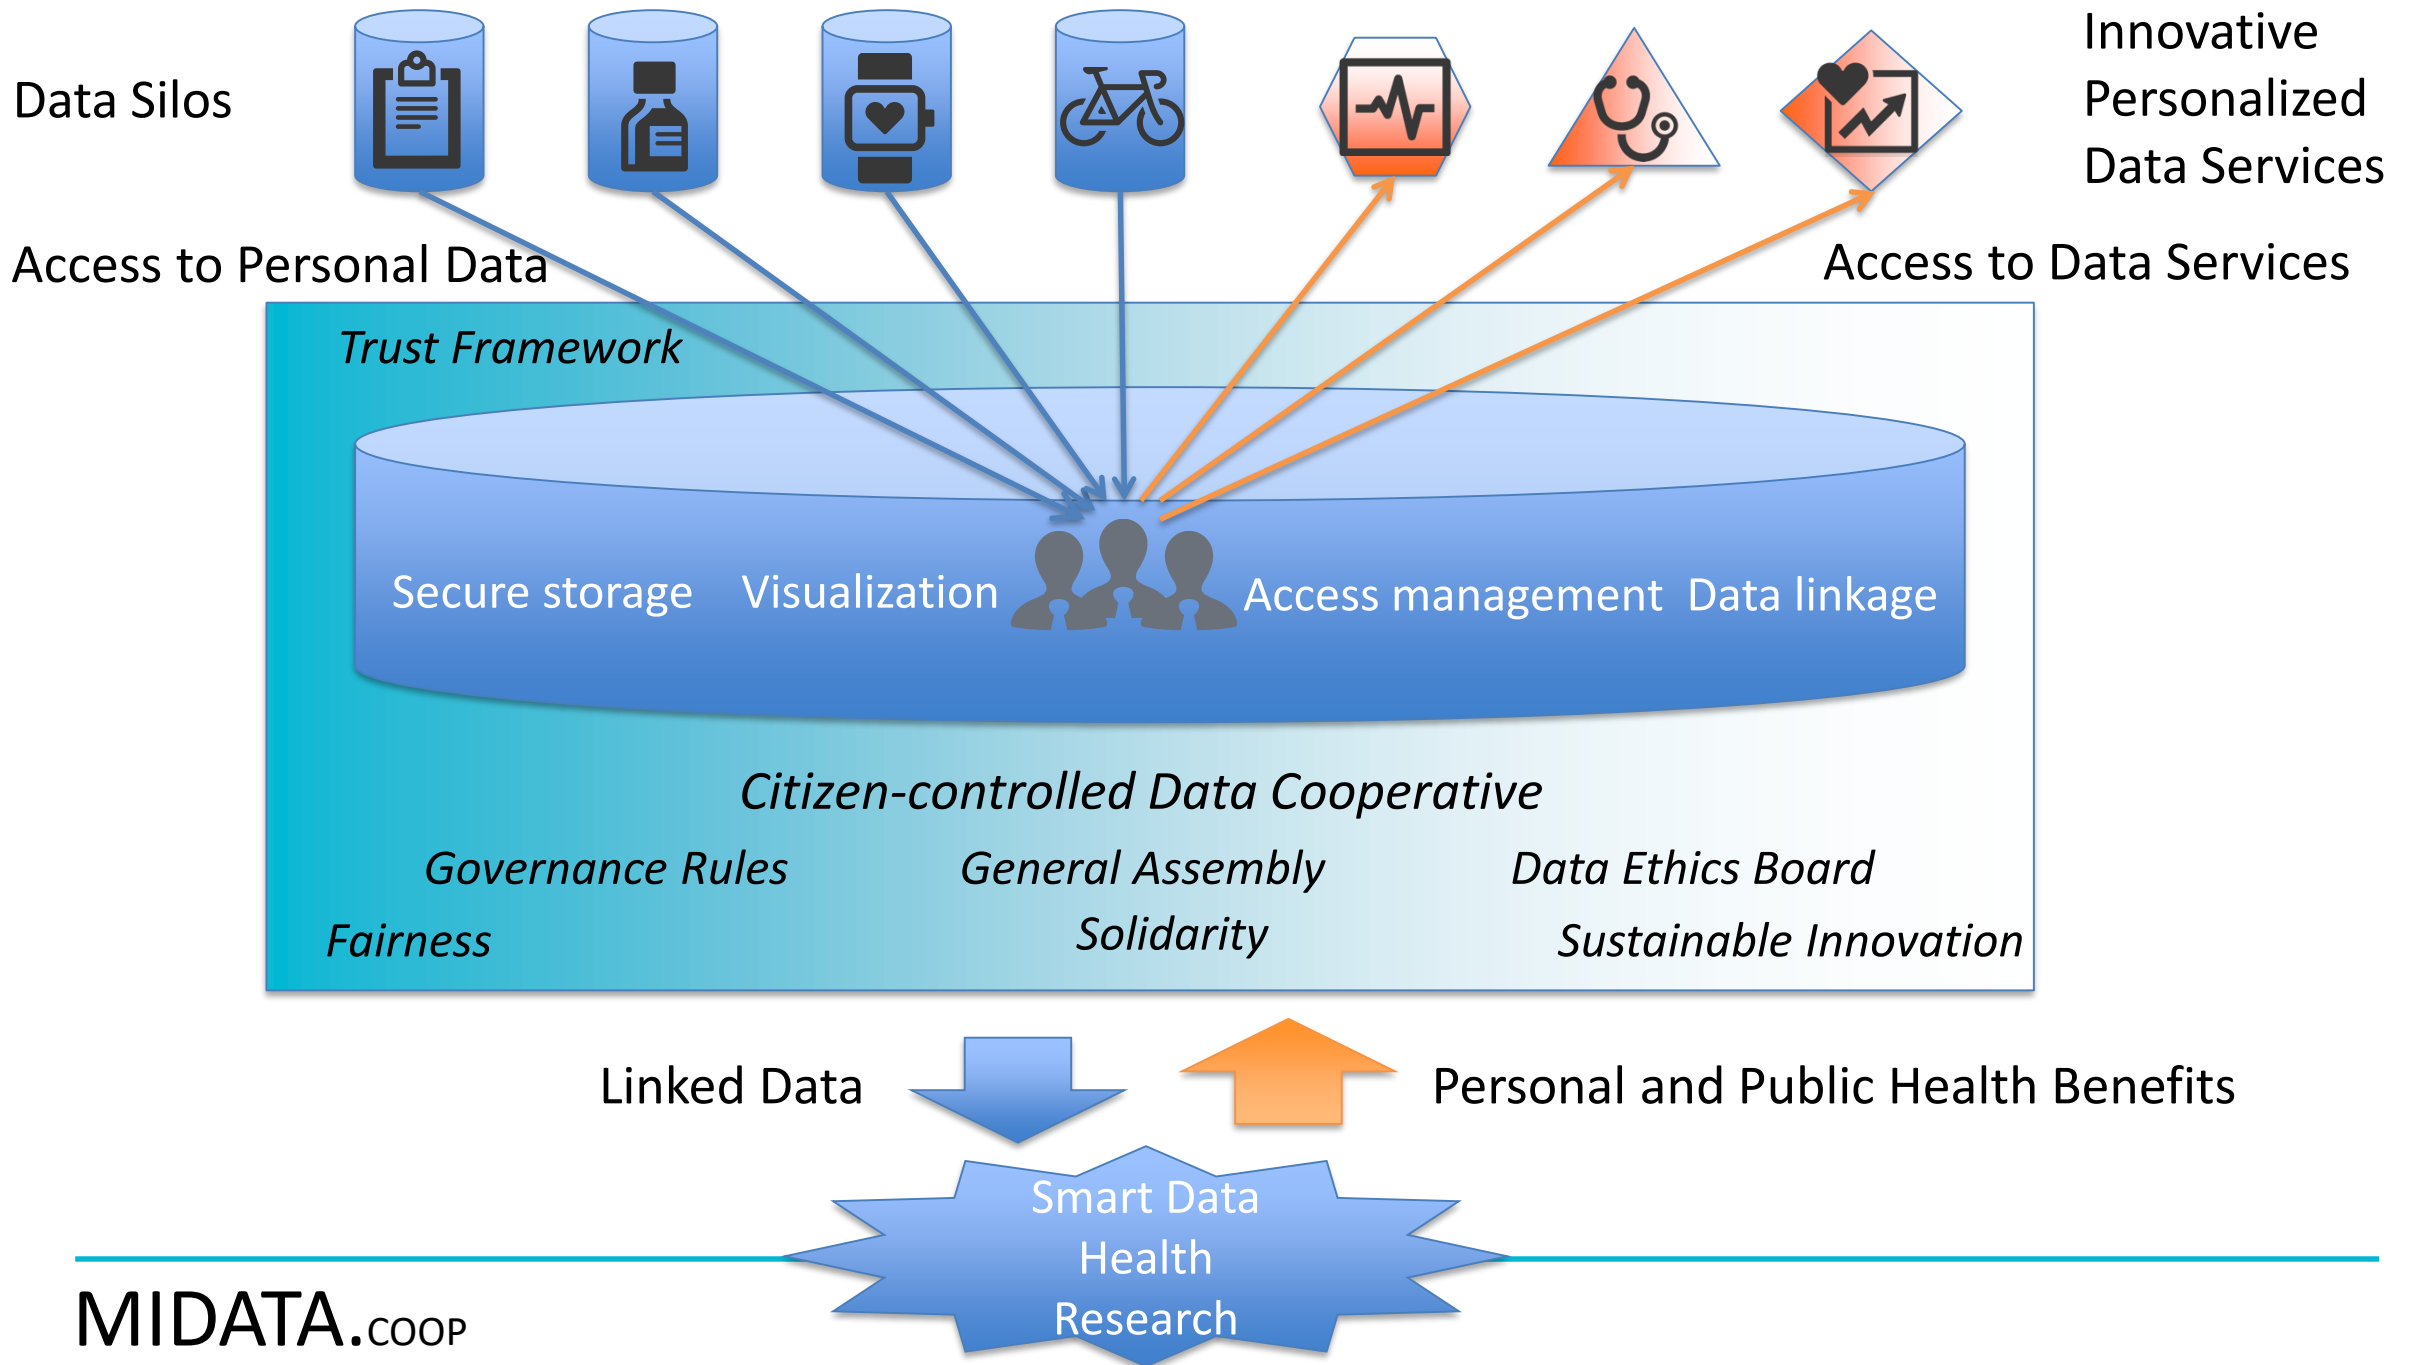 Data Silos
Innovative
Personalized
Data Services
Access to Personal Data
Access to Data Services
Trust Framework
Secure storage
Visualization
Access management
Data linkage
Citizen-controlled Data Cooperative
Governance Rules
General Assembly
Data Ethics Board
Fairness
Solidarity
Sustainable Innovation
Linked Data
Personal and Public Health Benefits
Smart Data
Health
Research
MIDATA.COOP